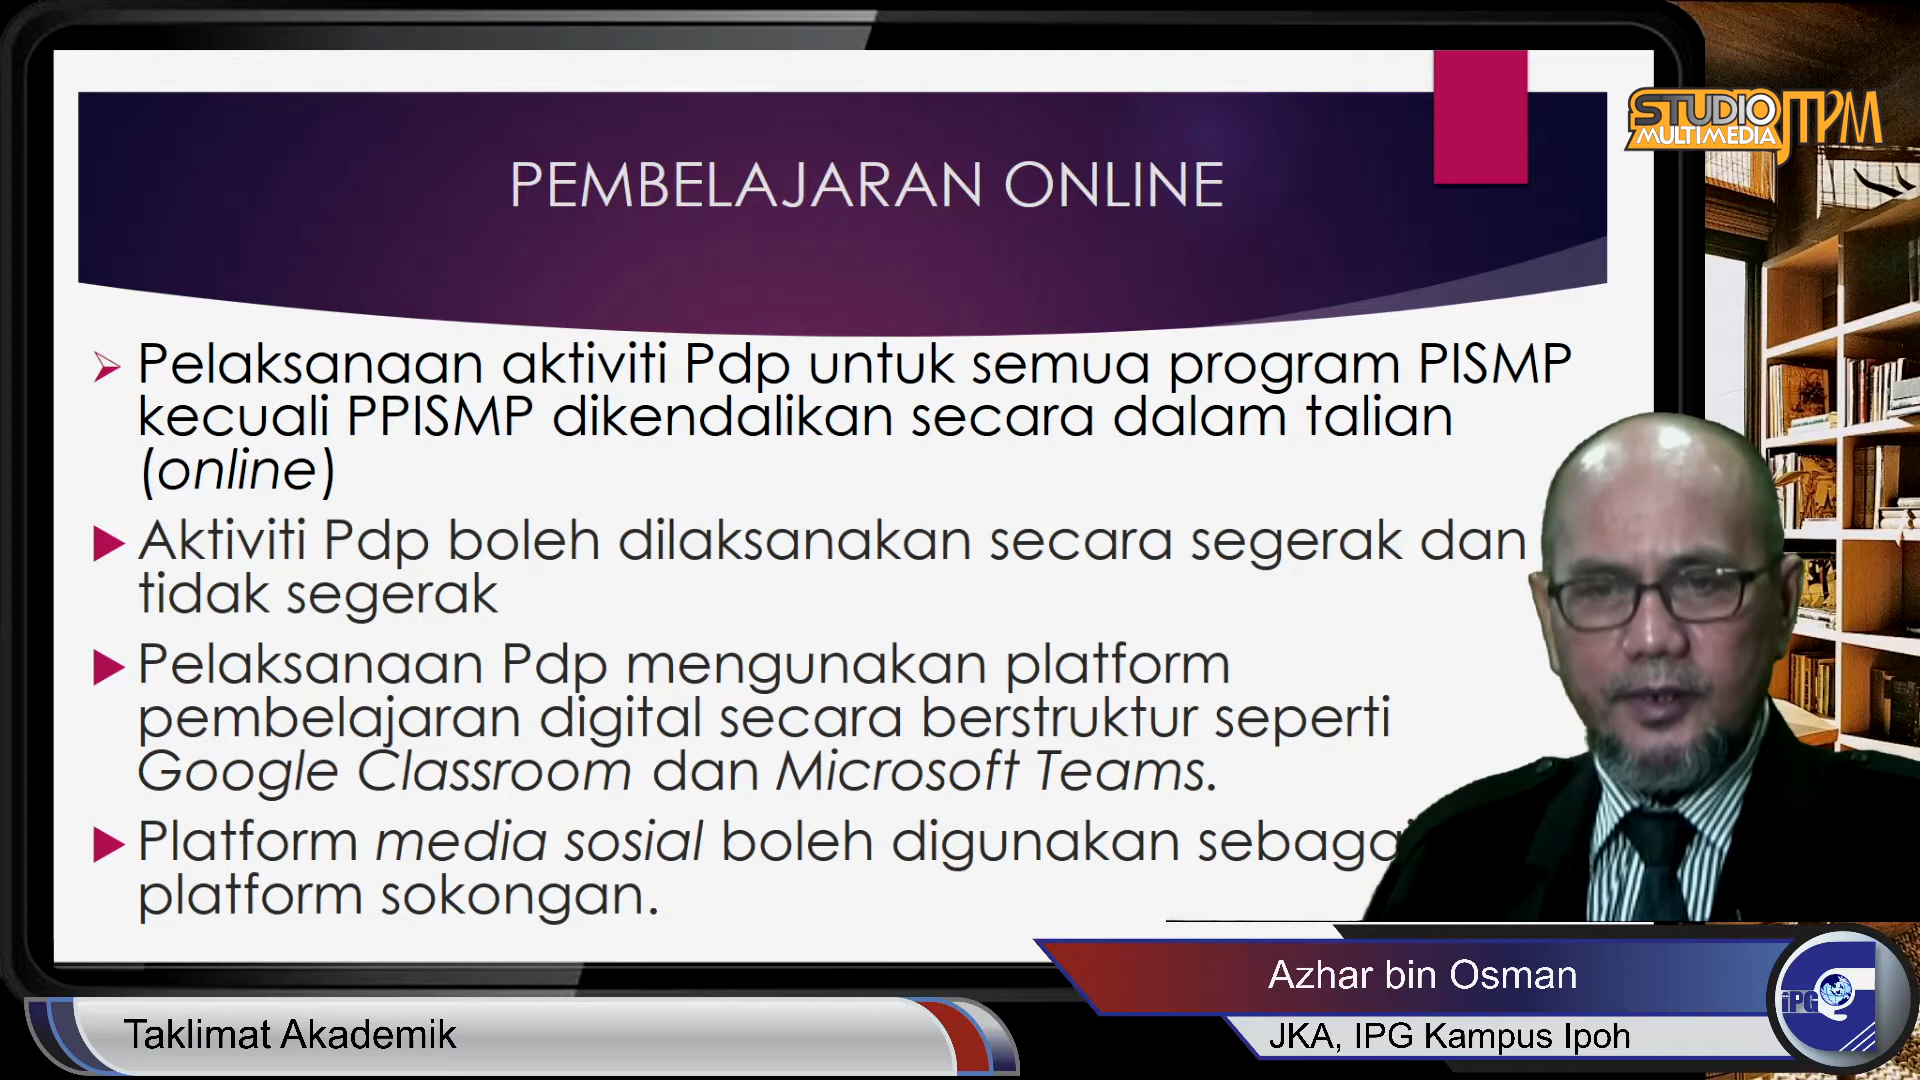 STUDIO
MULTIMEDIA JTPM
PEMBELAJARAN ONLINE
Pelaksanaan aktiviti Pdp untuk semua program PISMP
kecuali PPISMP dikendalikan secara dalam talian
(online)
Aktiviti Pdp boleh dilaksanakan secara segerak dan
tidak segerak
Pelaksanaan Pdp mengunakan platform
pembelajaran digital secara berstruktur seperti
Google Classroom dan Microsoft Teams.
Platform media sosial boleh digunakan sebagai
platform sokongan.
Azhar bin Osman
JKA, IPG Kampus Ipoh
iPG
Taklimat Akademik